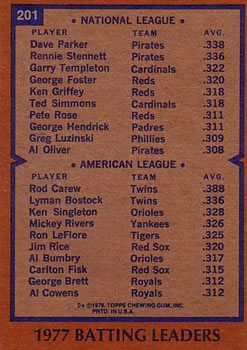 201
NATIONAL LEAGUE
PLAYER TEAM AVG.
Dave Parker Pirates .338
Rennie Stennett Pirates .336
Garry Templeton Cardinals .322
George Foster Reds .320
Ken Griffey Reds .318
Ted Simmons Cardinals .318
Pete Rose Reds .311
George Hendrick Padres .311
Greg Luzinski Phillies .309
Al Oliver Pirates .308
AMERICAN LEAGUE
PLAYER TEAM AVG.
Rod Carew Twins .388
Lyman Bostock Twins .336
Ken Singleton Orioles .328
Mickey Rivers Yankees .326
Ron LeFlore Tigers .325
Jim Rice Red Sox .320
Al Bumbry Orioles .317
Carlton Fisk Red Sox .315
George Brett Royals .312
Al Cowens Royals .312
© 1978, TOPPS CHEWING GUM, INC.
PRTD. IN U.S.A.
1977 BATTING LEADERS